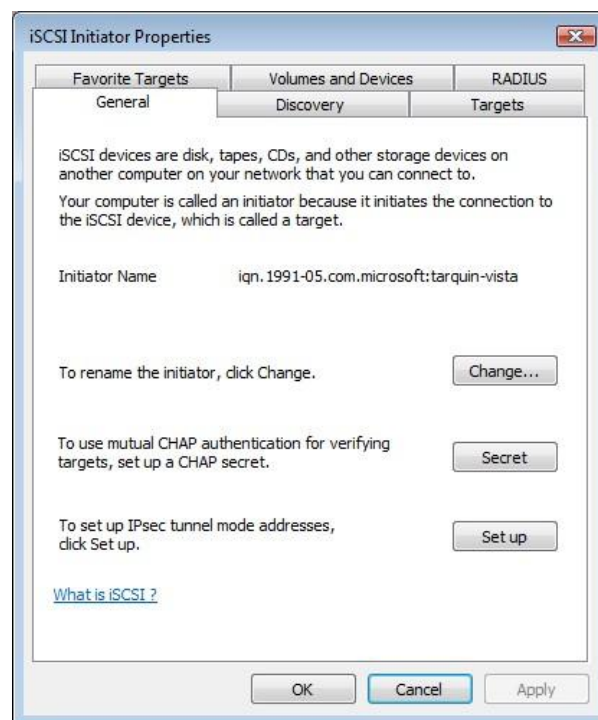 iSCSI Initiator Properties
Favorite Targets
Volumes and Devices
RADIUS
General
Discovery
Targets
iSCSI devices are disk, tapes, CDs, and other storage devices on
another computer on your network that you can connect to.
Your computer is called an initiator because it initiates the connection to
the iSCSI device, which is called a target.
Initiator Name iqn.1991-05.com.microsoft:tarquin-vista
To rename the initiator, click Change.
Change...
To use mutual CHAP authentication for verifying
targets, set up a CHAP secret.
Secret
To set up IPsec tunnel mode addresses,
click Set up.
Set up
What is iSCSI ?
OK
Cancel
Apply